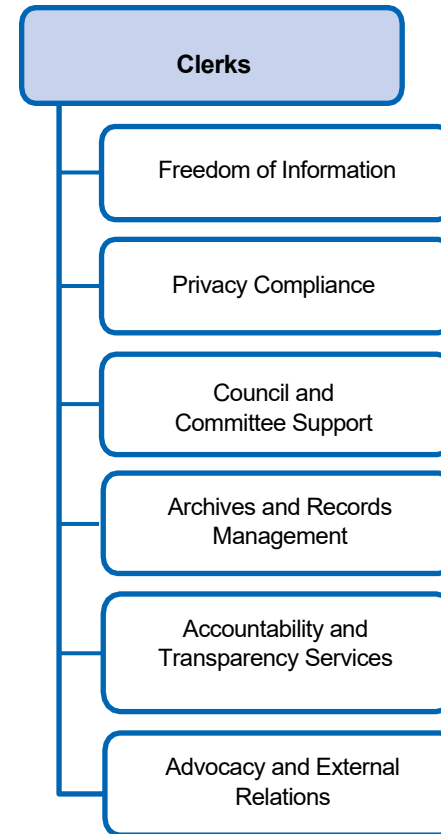 Clerks
Freedom of Information
Privacy Compliance
Council and
Committee Support
Archives and Records
Management
Accountability and
Transparency Services
Advocacy and External
Relations